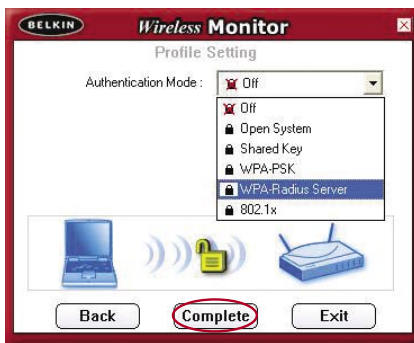 BELKIN Wireless Monitor
Profile Setting
Authentication Mode : Off
Off
Open System
Shared Key
WPA-PSK
WPA-Radius Server
802.1x
Back Complete Exit